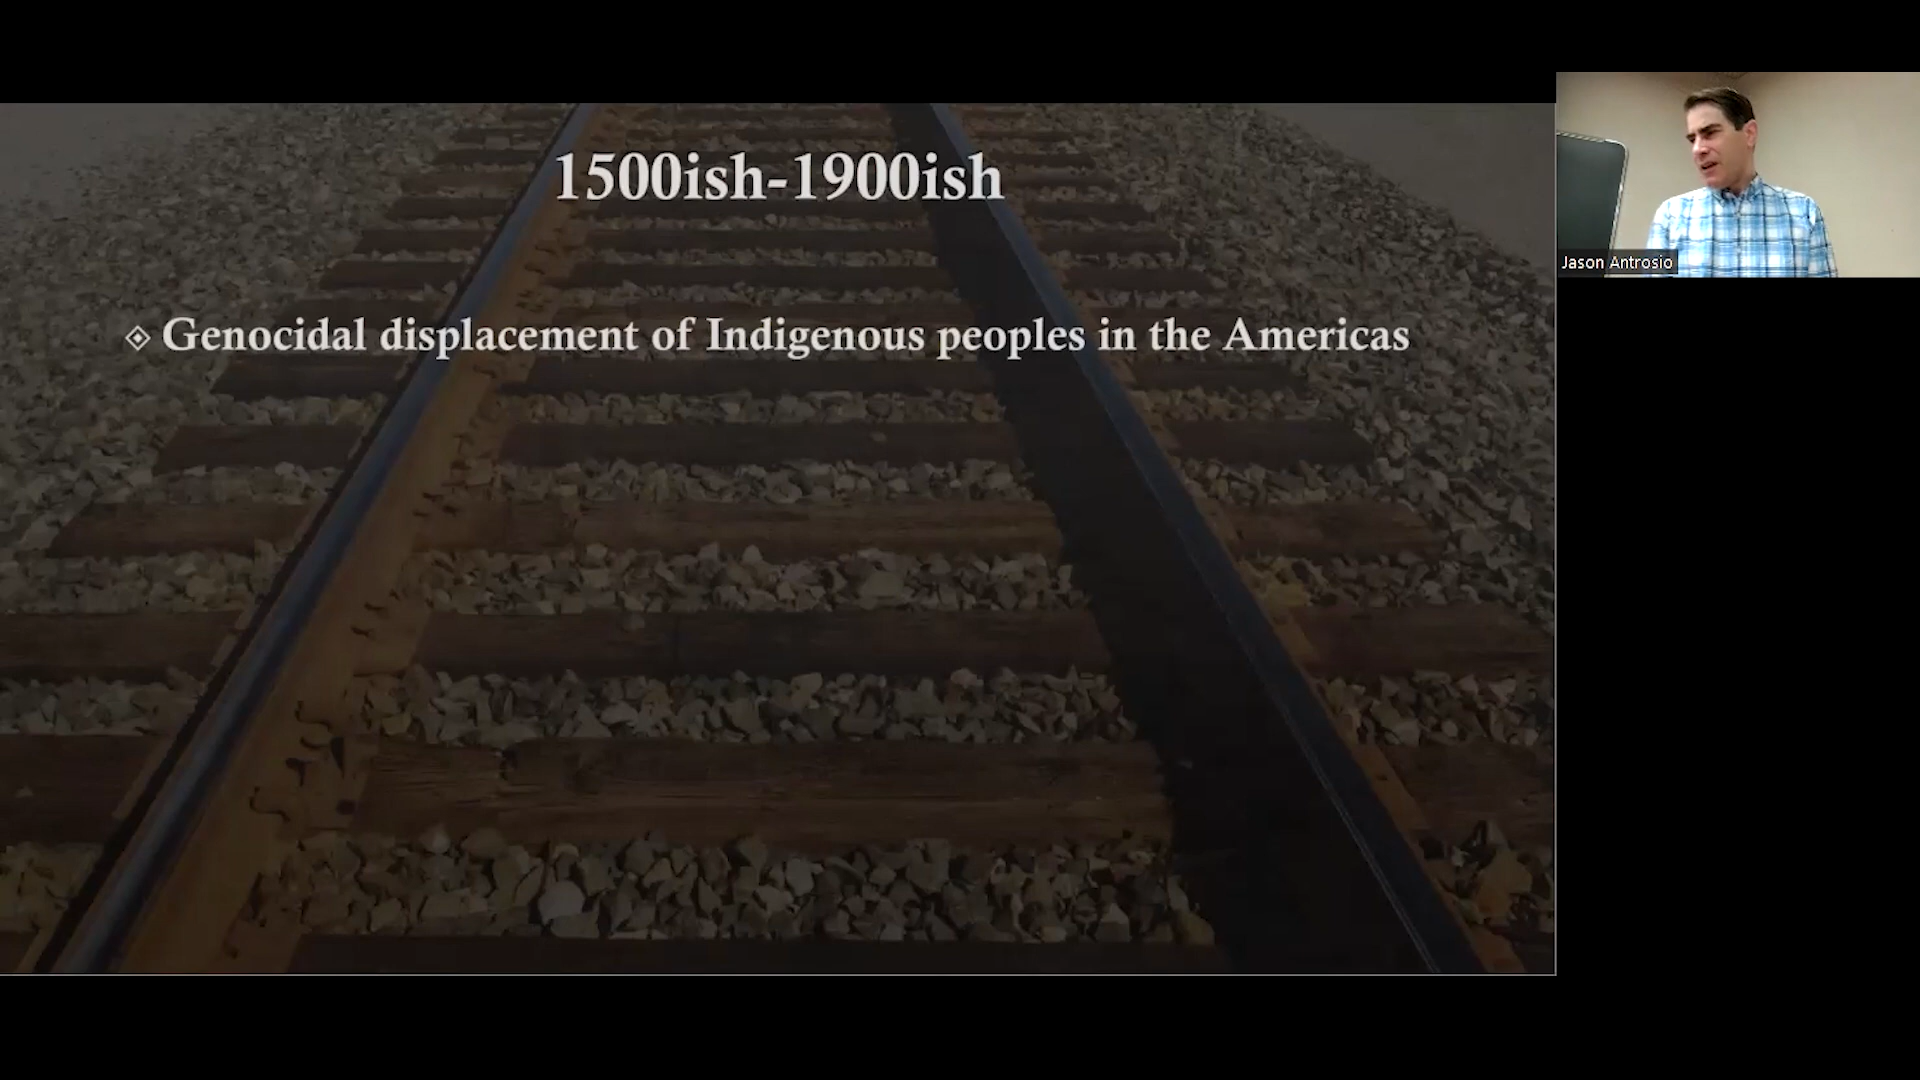 1500ish-1900ish
Genocidal displacement of Indigenous peoples in the Americas
Jason Antrosio